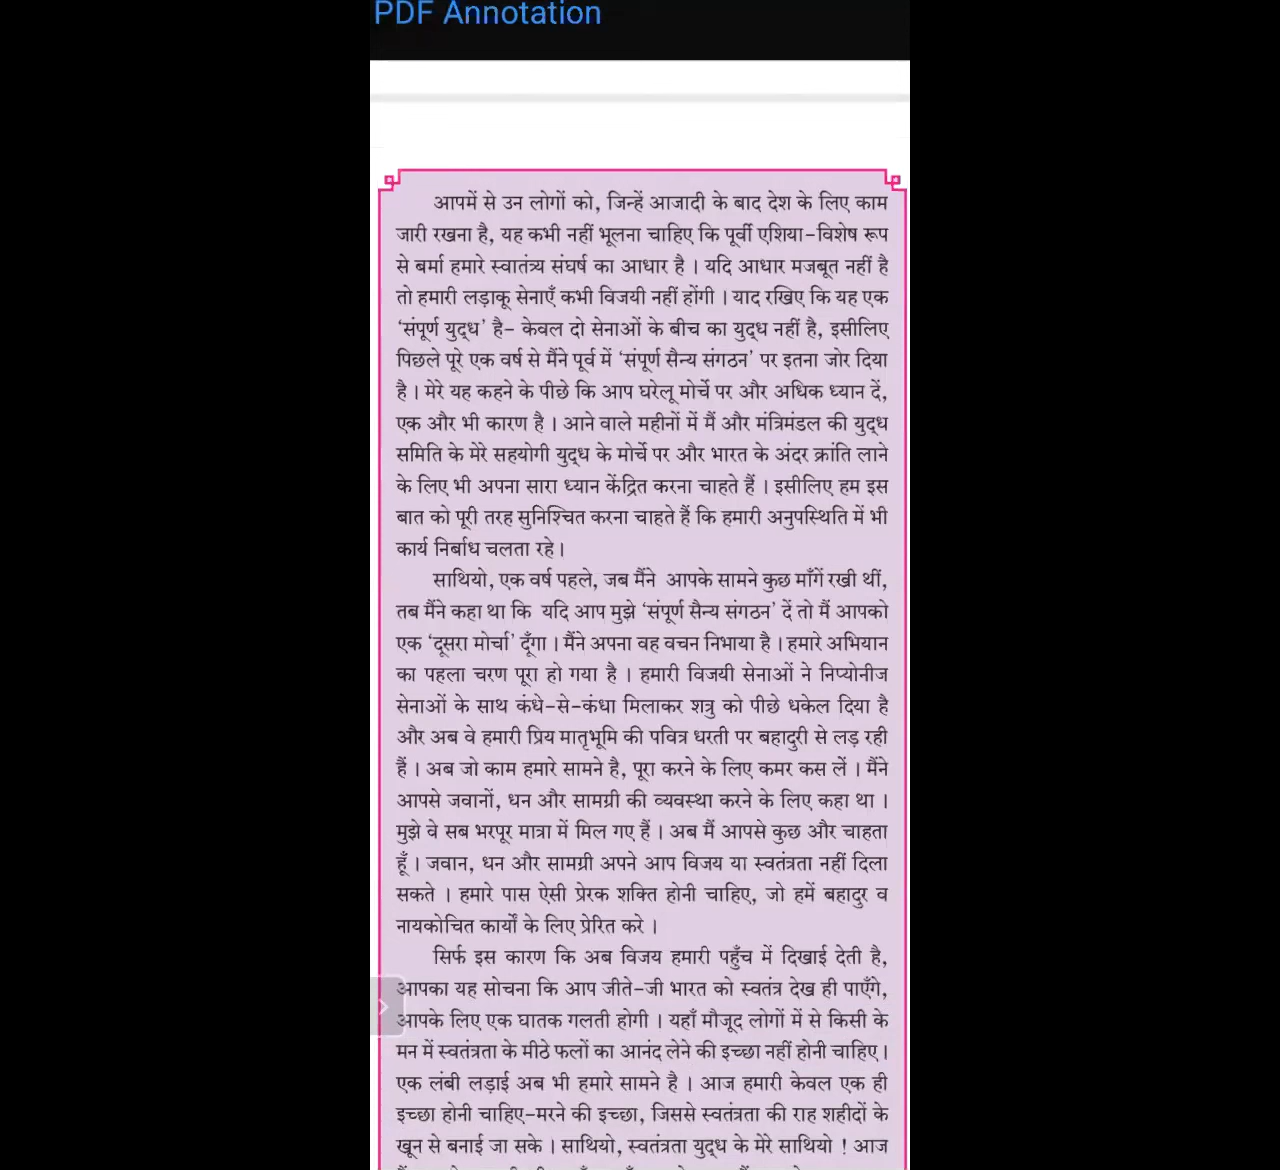 PDF Annotation
आपमें से उन लोगों को, जिन्हें आजादी के बाद देश के लिए काम
जारी रखना है, यह कभी नहीं भूलना चाहिए कि पूर्वी एशिया-विशेष रूप
से बर्मा हमारे स्वातंत्र्य संघर्ष का आधार है । यदि आधार मजबूत नहीं है
तो हमारी लड़ाकू सेनाएँ कभी विजयी नहीं होंगी । याद रखिए कि यह एक
‘संपूर्ण युद्ध’ है- केवल दो सेनाओं के बीच का युद्ध नहीं है, इसीलिए
पिछले पूरे एक वर्ष से मैंने पूर्व में ‘संपूर्ण सैन्य संगठन’ पर इतना जोर दिया
है । मेरे यह कहने के पीछे कि आप घरेलू मोर्चे पर और अधिक ध्यान दें,
एक और भी कारण है । आने वाले महीनों में मैं और मंत्रिमंडल की युद्ध
समिति के मेरे सहयोगी युद्ध के मोर्चे पर और भारत के अंदर क्रांति लाने
के लिए भी अपना सारा ध्यान केंद्रित करना चाहते हैं । इसीलिए हम इस
बात को पूरी तरह सुनिश्चित करना चाहते हैं कि हमारी अनुपस्थिति में भी
कार्य निर्बाध चलता रहे ।
साथियो, एक वर्ष पहले, जब मैंने आपके सामने कुछ माँगें रखी थीं,
तब मैंने कहा था कि यदि आप मुझे ‘संपूर्ण सैन्य संगठन’ दें तो मैं आपको
एक ‘दूसरा मोर्चा’ दूँगा । मैंने अपना वह वचन निभाया है । हमारे अभियान
का पहला चरण पूरा हो गया है । हमारी विजयी सेनाओं ने निप्योनीज
सेनाओं के साथ कंधे-से-कंधा मिलाकर शत्रु को पीछे धकेल दिया है
और अब वे हमारी प्रिय मातृभूमि की पवित्र धरती पर बहादुरी से लड़ रही
हैं । अब जो काम हमारे सामने है, पूरा करने के लिए कमर कस लें । मैंने
आपसे जवानों, धन और सामग्री की व्यवस्था करने के लिए कहा था ।
मुझे वे सब भरपूर मात्रा में मिल गए हैं । अब मैं आपसे कुछ और चाहता
हूँ । जवान, धन और सामग्री अपने आप विजय या स्वतंत्रता नहीं दिला
सकते । हमारे पास ऐसी प्रेरक शक्ति होनी चाहिए, जो हमें बहादुर व
नायकोचित कार्यों के लिए प्रेरित करे ।
सिर्फ इस कारण कि अब विजय हमारी पहुँच में दिखाई देती है,
आपका यह सोचना कि आप जीते-जी भारत को स्वतंत्र देख ही पाएँगे,
आपके लिए एक घातक गलती होगी । यहाँ मौजूद लोगों में से किसी के
मन में स्वतंत्रता के मीठे फलों का आनंद लेने की इच्छा नहीं होनी चाहिए ।
एक लंबी लड़ाई अब भी हमारे सामने है । आज हमारी केवल एक ही
इच्छा होनी चाहिए-मरने की इच्छा, जिससे स्वतंत्रता की राह शहीदों के
खून से बनाई जा सके । साथियो, स्वतंत्रता युद्ध के मेरे साथियो ! आज